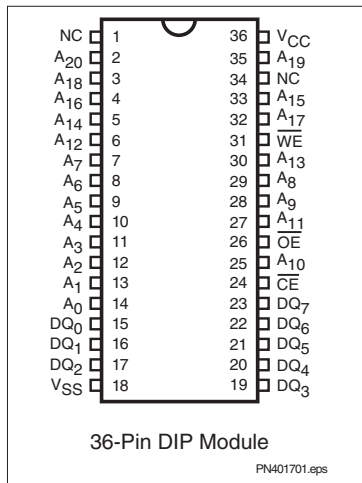 NC 1 36 VCC
A20 2 35 A19
A18 3 34 NC
A16 4 33 A15
A14 5 32 A17
A12 6 31 W̅E̅
A7 7 30 A13
A6 8 29 A8
A5 9 28 A9
A4 10 27 A11
A3 11 26 O̅E̅
A2 12 25 A10
A1 13 24 C̅E̅
A0 14 23 DQ7
DQ0 15 22 DQ6
DQ1 16 21 DQ5
DQ2 17 20 DQ4
VSS 18 19 DQ3
36-Pin DIP Module
PN401701.eps